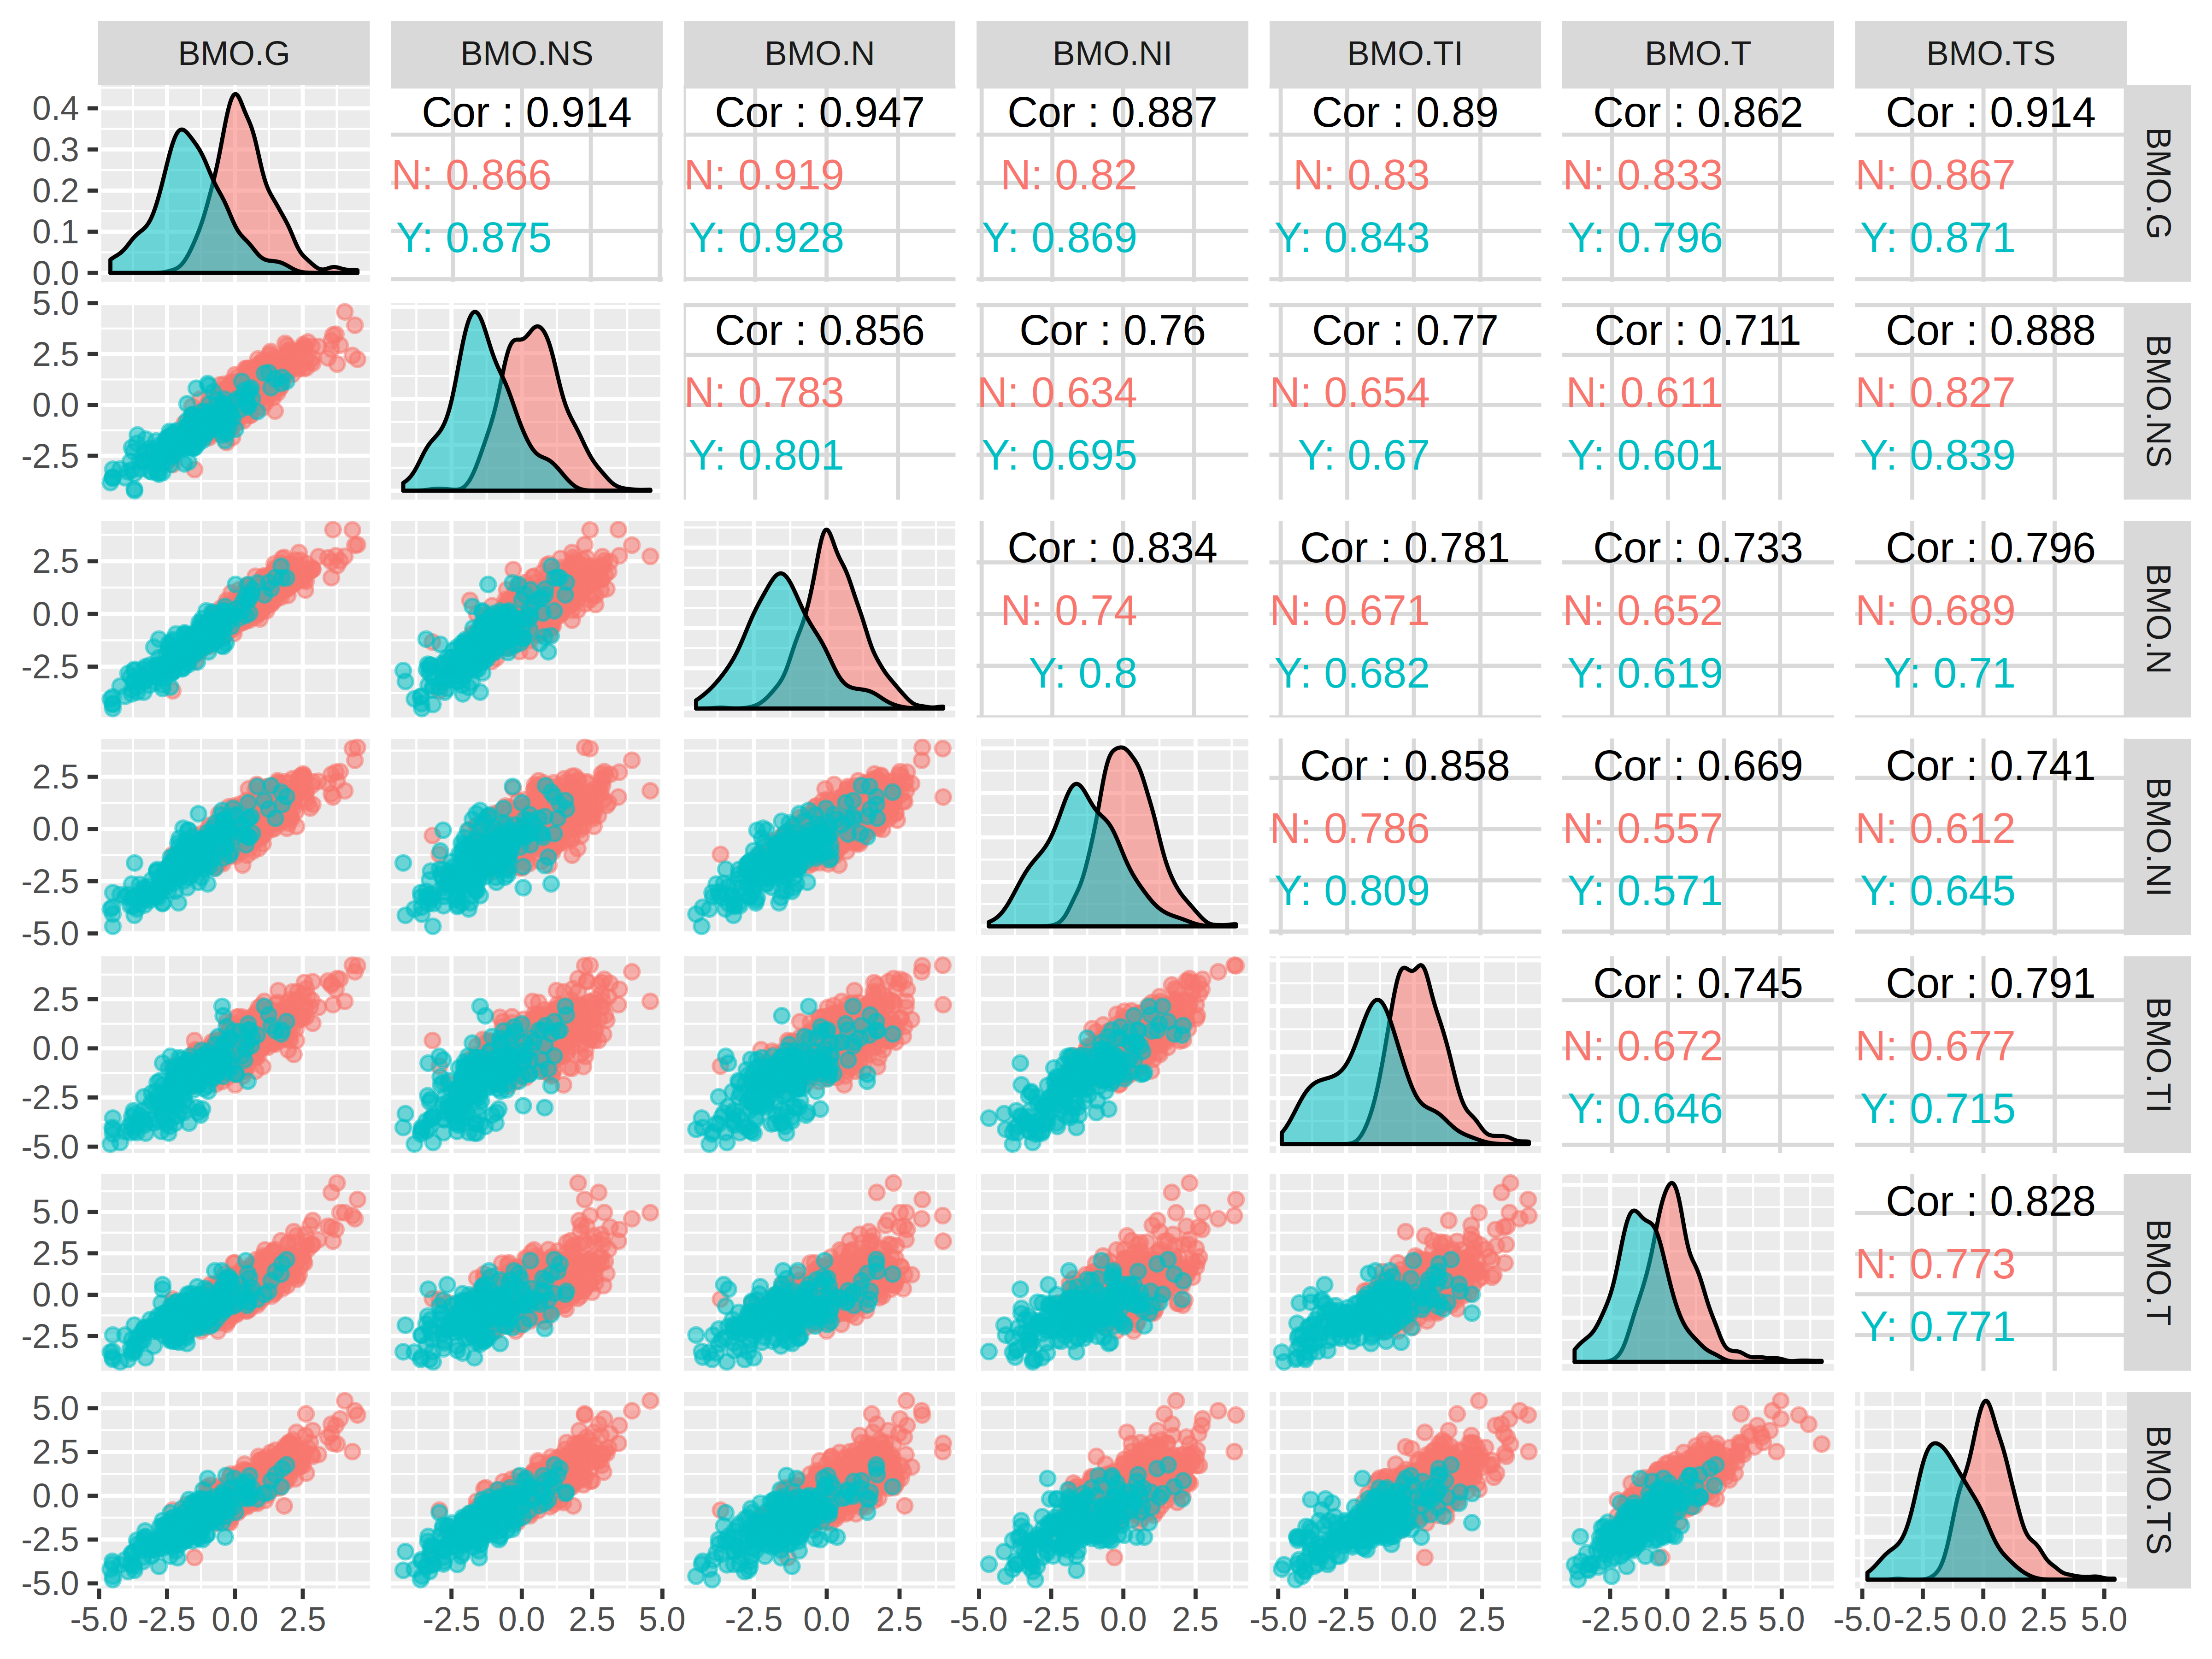 BMO.G BMO.NS BMO.N BMO.NI BMO.TI BMO.T BMO.TS
0.4
0.3
0.2
0.1
0.0
Cor : 0.914
N: 0.866
Y: 0.875
Cor : 0.947
N: 0.919
Y: 0.928
Cor : 0.887
N: 0.82
Y: 0.869
Cor : 0.89
N: 0.83
Y: 0.843
Cor : 0.862
N: 0.833
Y: 0.796
Cor : 0.914
N: 0.867
Y: 0.871
BMO.G
5.0
2.5
0.0
-2.5
Cor : 0.856
N: 0.783
Y: 0.801
Cor : 0.76
N: 0.634
Y: 0.695
Cor : 0.77
N: 0.654
Y: 0.67
Cor : 0.711
N: 0.611
Y: 0.601
Cor : 0.888
N: 0.827
Y: 0.839
BMO.NS
2.5
0.0
-2.5
Cor : 0.834
N: 0.74
Y: 0.8
Cor : 0.781
N: 0.671
Y: 0.682
Cor : 0.733
N: 0.652
Y: 0.619
Cor : 0.796
N: 0.689
Y: 0.71
BMO.N
2.5
0.0
-2.5
-5.0
Cor : 0.858
N: 0.786
Y: 0.809
Cor : 0.669
N: 0.557
Y: 0.571
Cor : 0.741
N: 0.612
Y: 0.645
BMO.NI
2.5
0.0
-2.5
-5.0
Cor : 0.745
N: 0.672
Y: 0.646
Cor : 0.791
N: 0.677
Y: 0.715
BMO.TI
5.0
2.5
0.0
-2.5
Cor : 0.828
N: 0.773
Y: 0.771
BMO.T
5.0
2.5
0.0
-2.5
-5.0
BMO.TS
-5.0 -2.5 0.0 2.5
-2.5 0.0 2.5 5.0
-2.5 0.0 2.5
-5.0 -2.5 0.0 2.5
-5.0 -2.5 0.0 2.5
-2.5 0.0 2.5 5.0
-5.0 -2.5 0.0 2.5 5.0